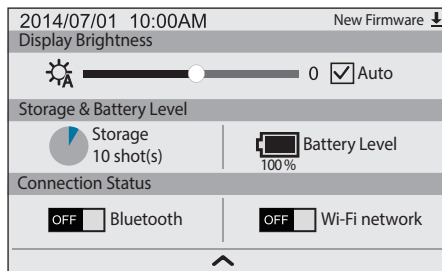 2014/07/01 10:00AM New Firmware
Display Brightness
A 0 Auto
Storage & Battery Level
Storage
10 shot(s)
Battery Level
100 %
Connection Status
OFF Bluetooth OFF Wi-Fi network